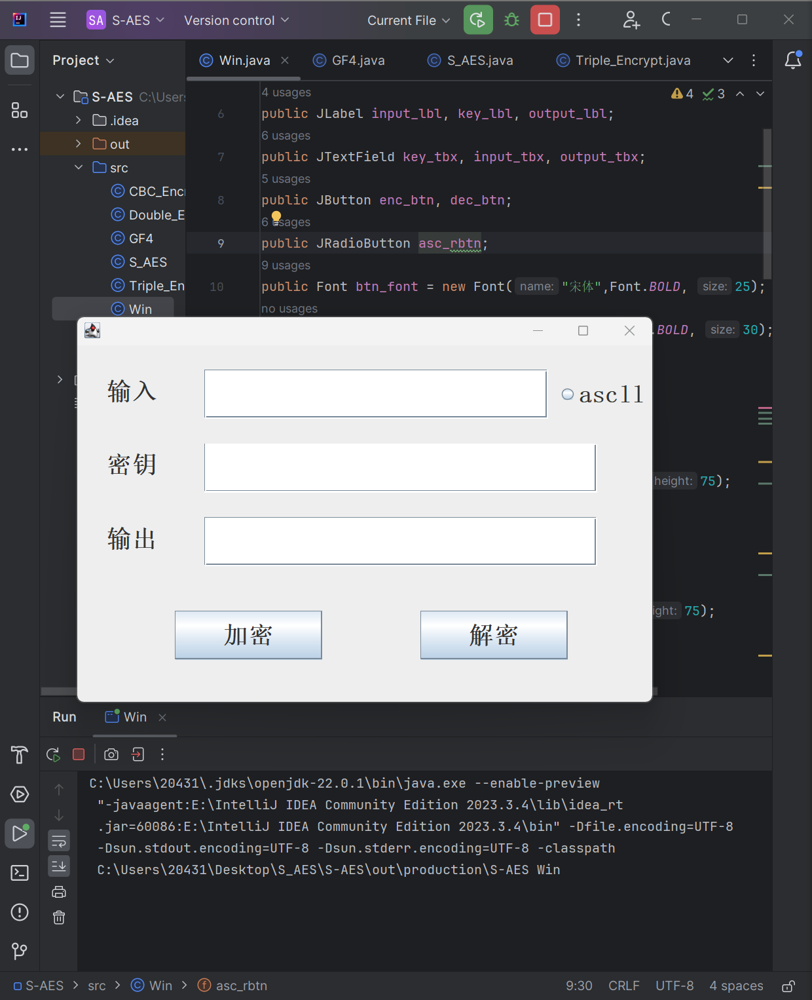 SA S-AES Version control Current File
Project
Win.java GF4.java S_AES.java Triple_Encrypt.java
S-AES C:\Users
.idea
out
src
CBC_Enc
Double_E
GF4
S_AES
Triple_En
Win
4 usages 4 3
6 public JLabel input_lbl, key_lbl, output_lbl;
6 usages
7 public JTextField key_tbx, input_tbx, output_tbx;
5 usages
8 public JButton enc_btn, dec_btn;
6 usages
9 public JRadioButton asc_rbtn;
9 usages
10 public Font btn_font = new Font( name: "宋体",Font.BOLD, size: 25);
no usages
.BOLD, size: 30);
height: 75);
ight: 75);
输入 ascll
密钥
输出
加密 解密
Run Win
C:\Users\20431\.jdks\openjdk-22.0.1\bin\java.exe --enable-preview
"-javaagent:E:\IntelliJ IDEA Community Edition 2023.3.4\lib\idea_rt
.jar=60086:E:\IntelliJ IDEA Community Edition 2023.3.4\bin" -Dfile.encoding=UTF-8
-Dsun.stdout.encoding=UTF-8 -Dsun.stderr.encoding=UTF-8 -classpath
C:\Users\20431\Desktop\S_AES\S-AES\out\production\S-AES Win
S-AES > src > Win > asc_rbtn 9:30 CRLF UTF-8 4 spaces